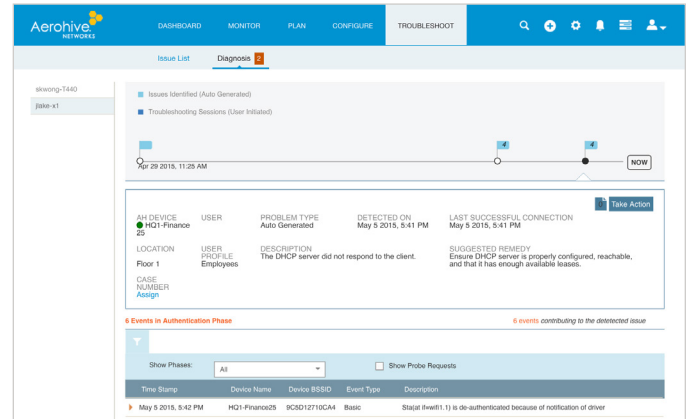 Aerohive
NETWORKS
DASHBOARD MONITOR PLAN CONFIGURE TROUBLESHOOT
Issue List Diagnosis 2
skwong-T440
jlake-x1
Issues Identified (Auto Generated)
Troubleshooting Sessions (User Initiated)
4 4
NOW
Apr 29 2015, 11:25 AM
Take Action
AH DEVICE USER PROBLEM TYPE DETECTED ON LAST SUCCESSFUL CONNECTION
HQ1-Finance Auto Generated May 5 2015, 5:41 PM May 5 2015, 5:41 PM
25
LOCATION USER DESCRIPTION SUGGESTED REMEDY
PROFILE The DHCP server did not respond to the client. Ensure DHCP server is properly configured, reachable,
Floor 1 Employees and that it has enough available leases.
CASE
NUMBER
Assign
6 Events in Authentication Phase 6 events contributing to the detetected issue
Show Phases: All Show Probe Requests
Time Stamp Device Name Device BSSID Event Type Description
May 5 2015, 5:42 PM HQ1-Finance25 9C5D12710CA4 Basic Sta(at if=wifi1.1) is de-authenticated because of notification of driver